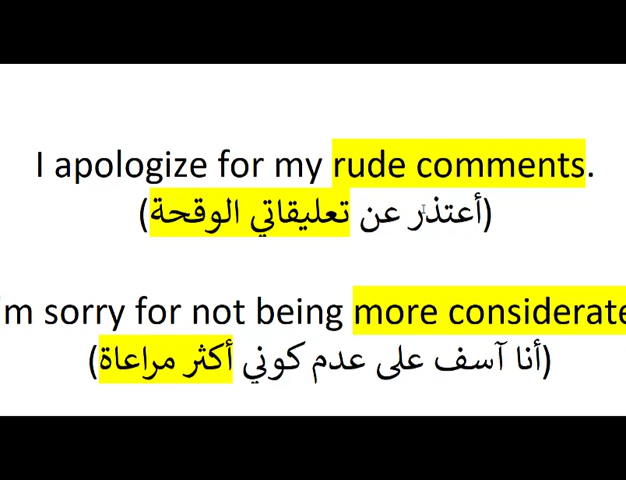 I apologize for my rude comments.
(أعتذر عن تعليقاتي الوقحة)
'm sorry for not being more considerate
(أنا آسف على عدم كوني أكثر مراعاة)